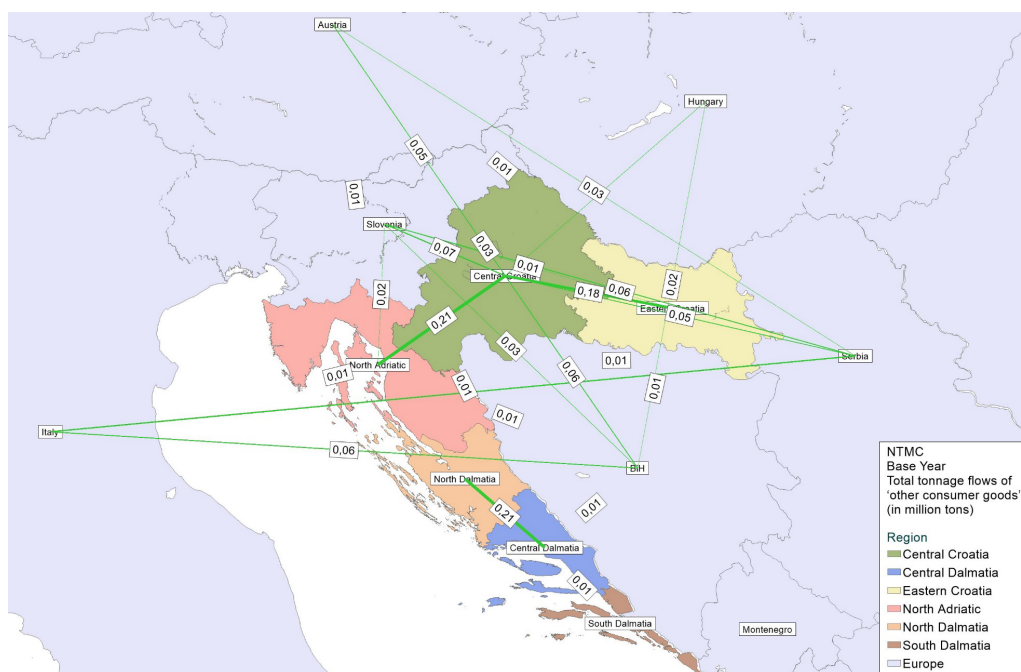 Austria
Hungary
0,05
0,01
0,03
0,01
Slovenia
0,03
0,07
0,01
Central Croatia
0,02
0,02
0,18
0,06
Eastern Croatia
0,05
0,21
0,03
0,01
Serbia
North Adriatic
0,01
0,06
0,01
0,01
0,01
Italy
0,06
BiH
North Dalmatia
0,01
0,21
Central Dalmatia
0,01
South Dalmatia
Montenegro
NTMC
Base Year
Total tonnage flows of
'other consumer goods'
(in million tons)
Region
Central Croatia
Central Dalmatia
Eastern Croatia
North Adriatic
North Dalmatia
South Dalmatia
Europe